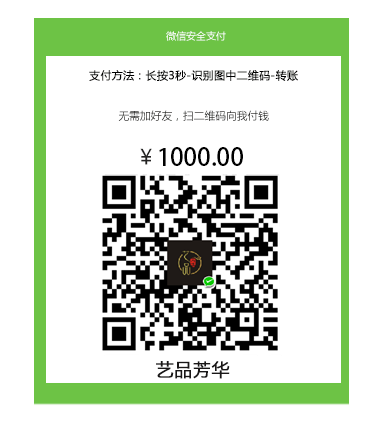 微信安全支付
支付方法：长按3秒-识别图中二维码-转账
无需加好友，扫二维码向我付钱
￥1000.00
艺品芳华